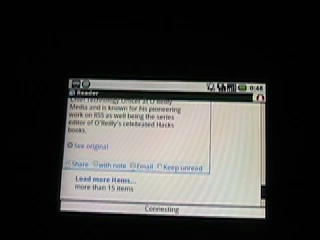 0:48
Reader
Chief Technology Officer at O'Reilly
Media and is known for his pioneering
work on RSS as well being the series
editor of O'Reilly's celebrated Hacks
books.
See original
Share with note Email Keep unread
Load more items...
more than 15 items
Connecting